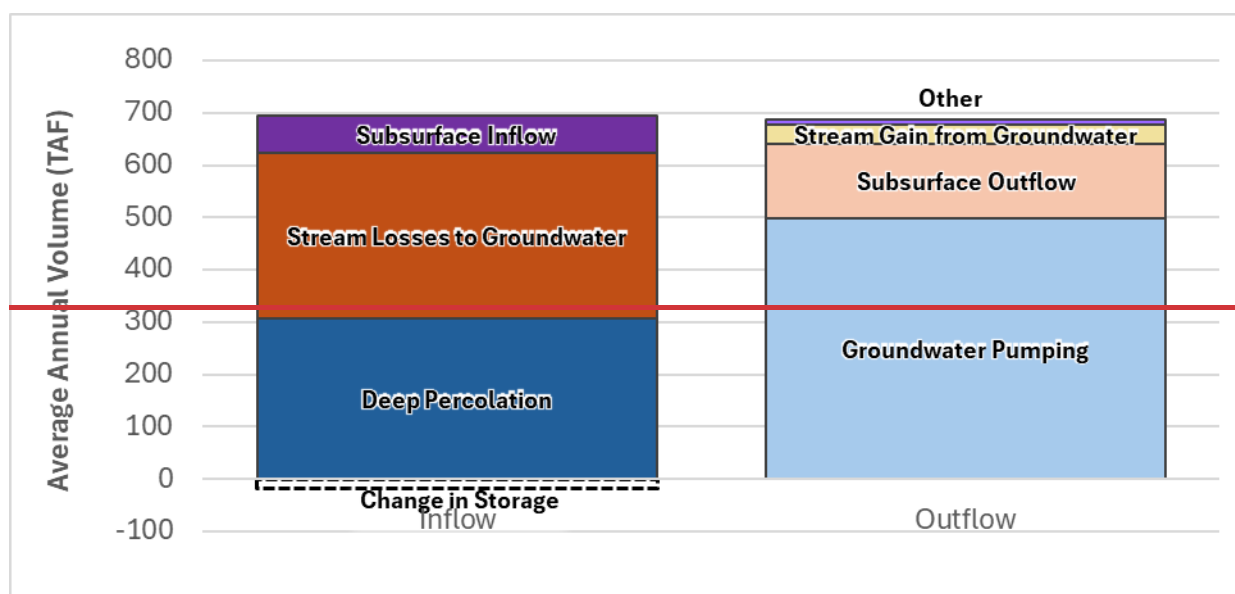 Average Annual Volume (TAF)
800
700
600
500
400
300
200
100
0
-100
Subsurface Inflow
Stream Losses to Groundwater
Deep Percolation
Change in Storage
Inflow
Other
Stream Gain from Groundwater
Subsurface Outflow
Groundwater Pumping
Outflow